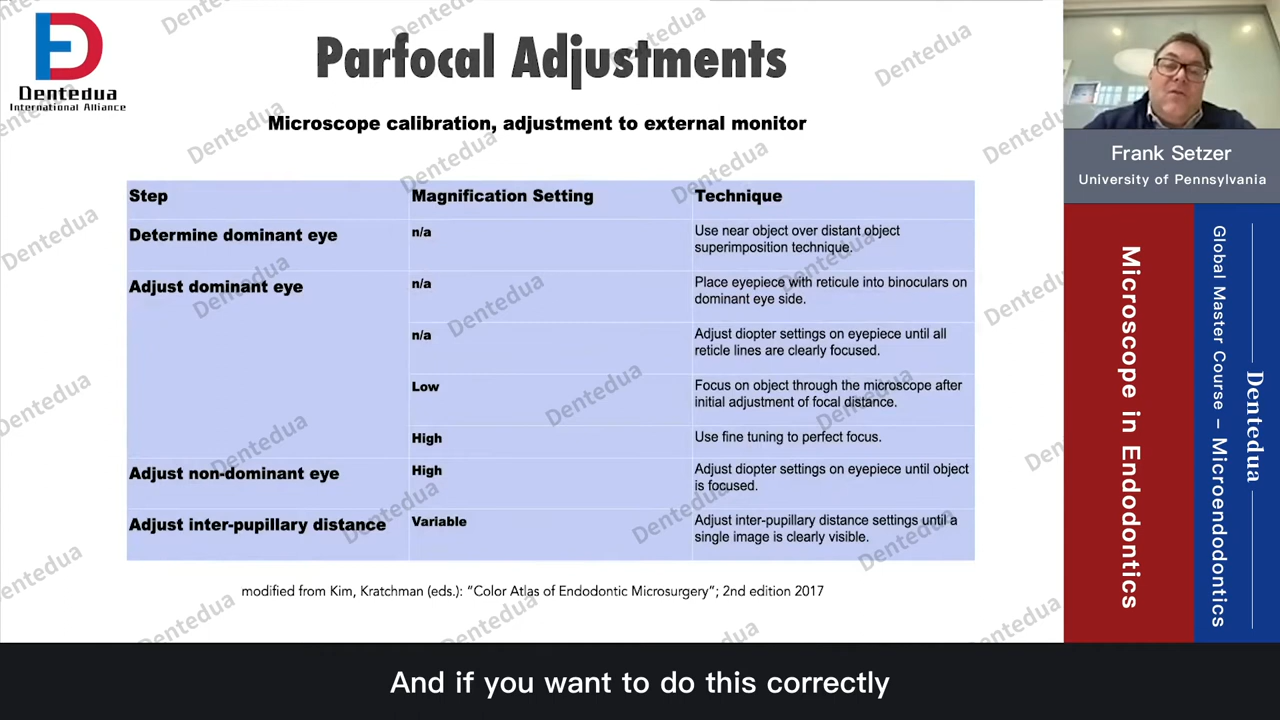 Dentedua
International Alliance
Parfocal Adjustments
Microscope calibration, adjustment to external monitor
Step Magnification Setting Technique
Determine dominant eye n/a Use near object over distant object
superimposition technique.
Adjust dominant eye n/a Place eyepiece with reticule into binoculars on
dominant eye side.
n/a Adjust diopter settings on eyepiece until all
reticle lines are clearly focused.
Low Focus on object through the microscope after
initial adjustment of focal distance.
High Use fine tuning to perfect focus.
Adjust non-dominant eye High Adjust diopter settings on eyepiece until object
is focused.
Adjust inter-pupillary distance Variable Adjust inter-pupillary distance settings until a
single image is clearly visible.
modified from Kim, Kratchman (eds.): “Color Atlas of Endodontic Microsurgery”; 2nd edition 2017
Frank Setzer
University of Pennsylvania
Microscope in Endodontics
Global Master Course – Microendodontics
Dentedua
And if you want to do this correctly